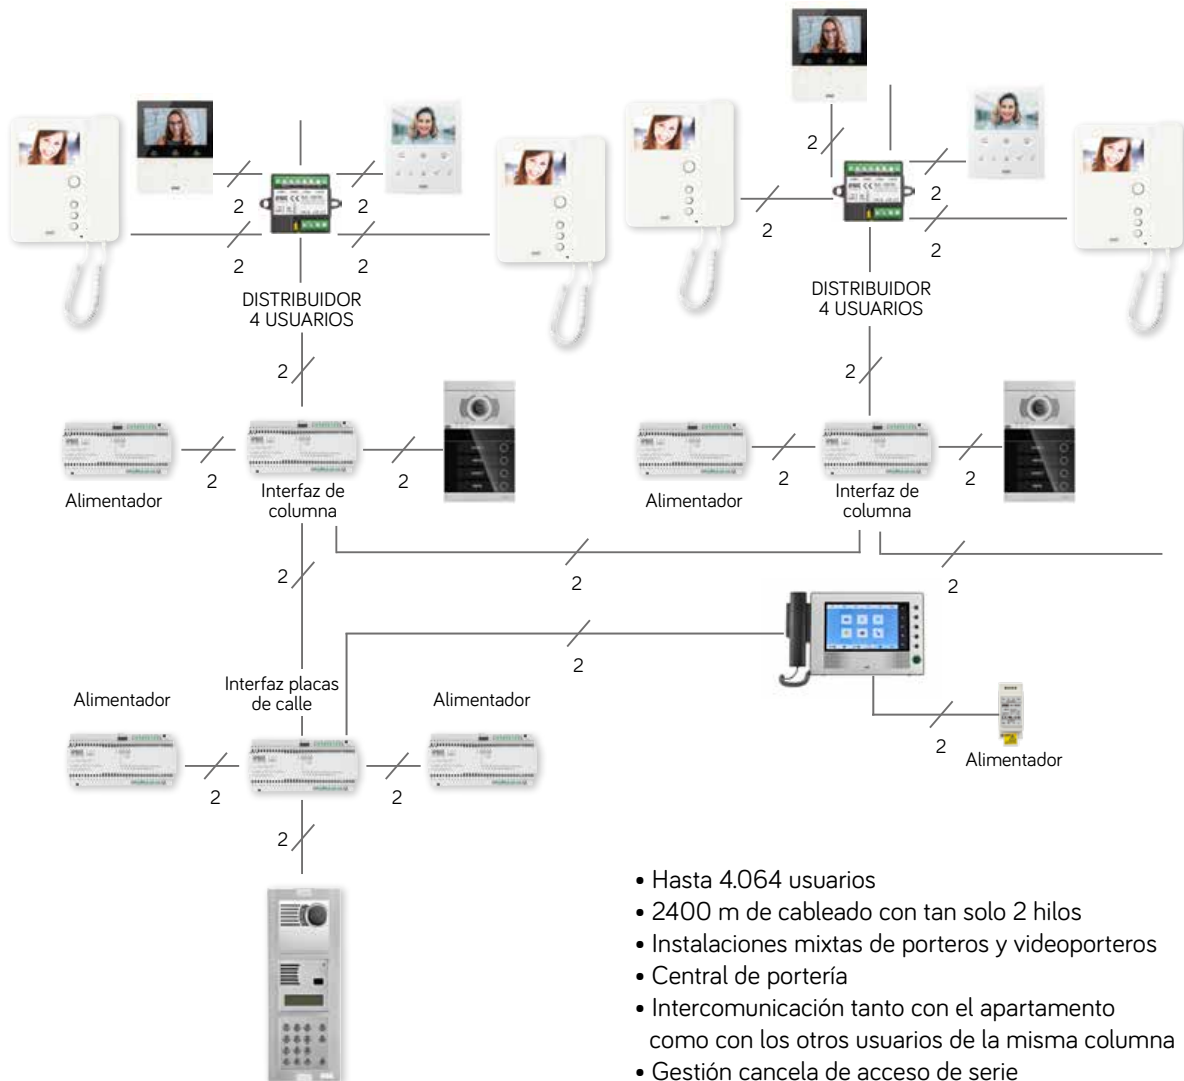 2
2
2
2
2
2
2
2
DISTRIBUIDOR
4 USUARIOS
DISTRIBUIDOR
4 USUARIOS
2
2
2
2
2
2
Alimentador
Interfaz de
columna
Alimentador
Interfaz de
columna
2
2
2
2
Alimentador
Interfaz placas
de calle
Alimentador
2
2
2
Alimentador
2
• Hasta 4.064 usuarios
• 2400 m de cableado con tan solo 2 hilos
• Instalaciones mixtas de porteros y videoporteros
• Central de portería
• Intercomunicación tanto con el apartamento
como con los otros usuarios de la misma columna
• Gestión cancela de acceso de serie